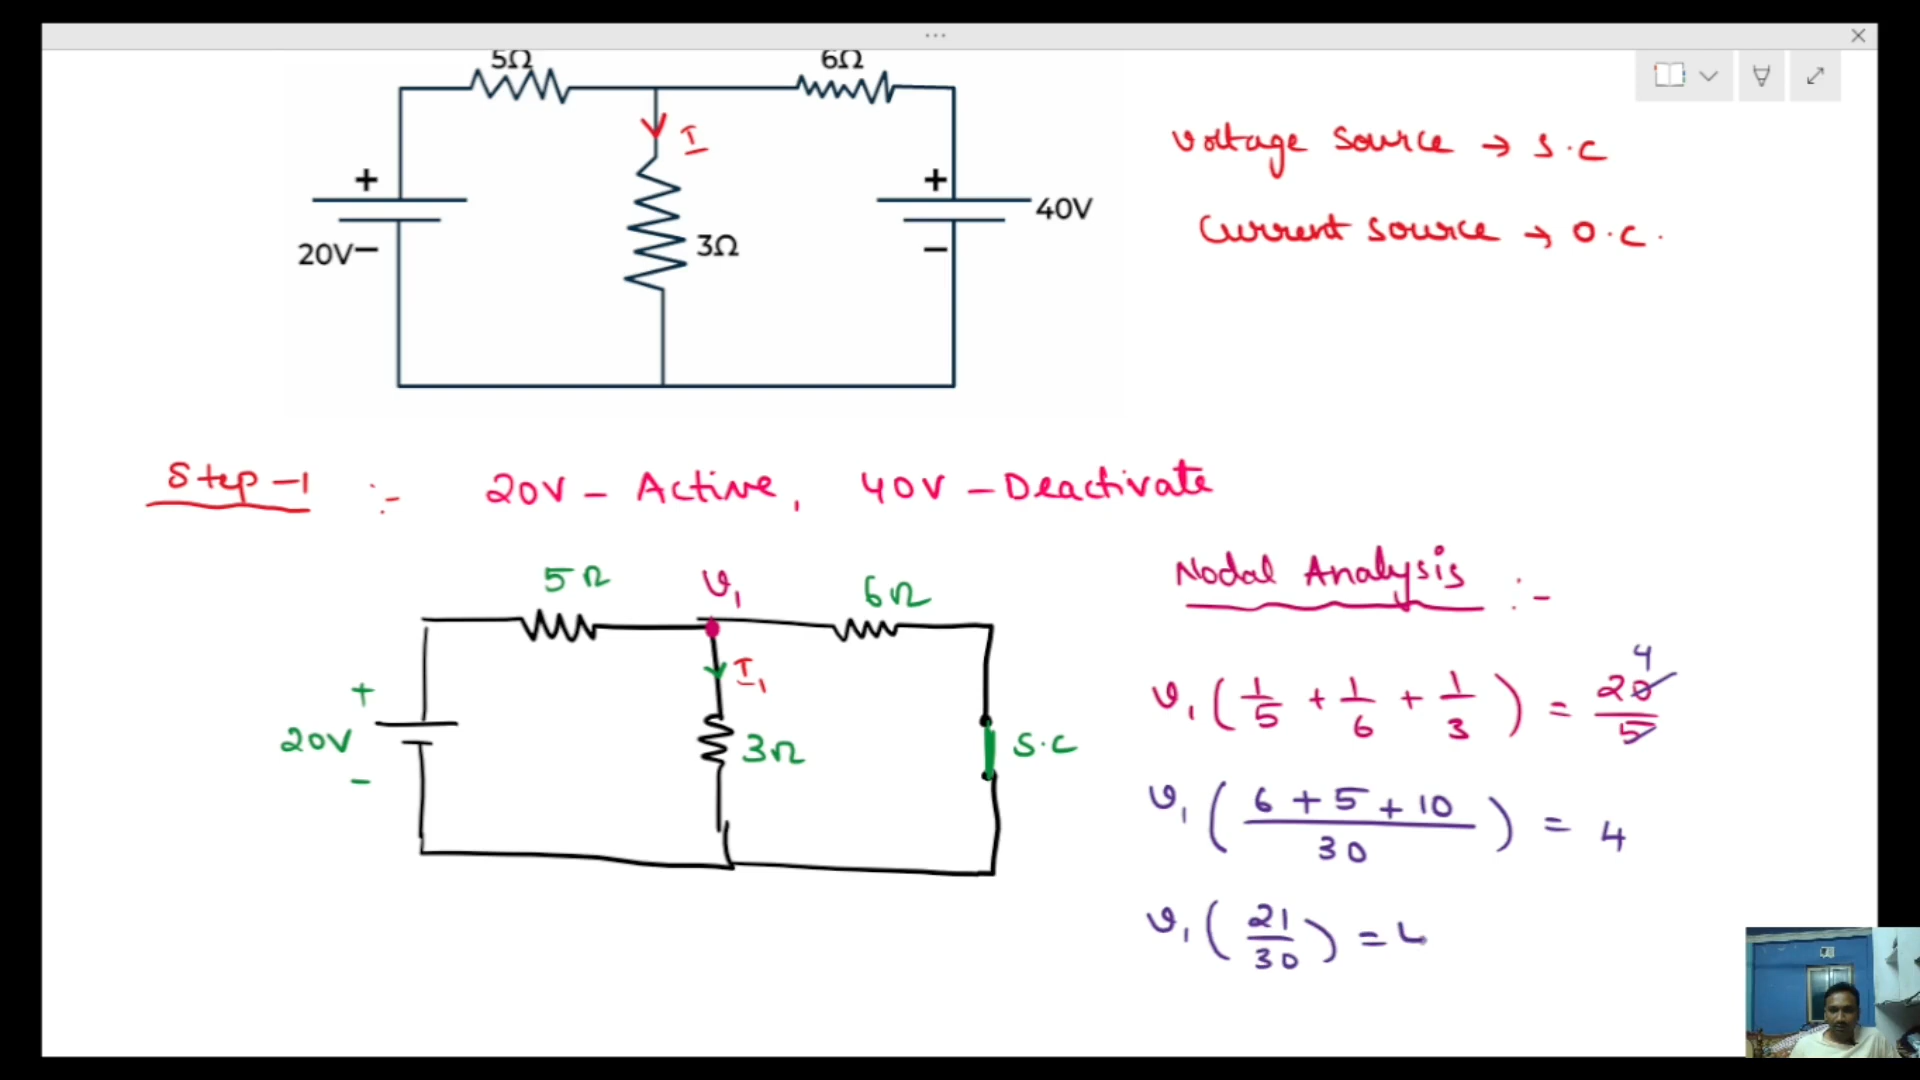 5Ω 6Ω
I
+ +
20V− 3Ω − 40V
Voltage Source → S.C
Current Source → O.C.
Step-1 :- 20V - Active, 40V - Deactivate
5Ω V₁ 6Ω
I₁
+
20V 3Ω S.C
-
Nodal Analysis :-
V₁ ( 1/5 + 1/6 + 1/3 ) = 20/5 4
V₁ ( 6 + 5 + 10 / 30 ) = 4
V₁ ( 21/30 ) = 4